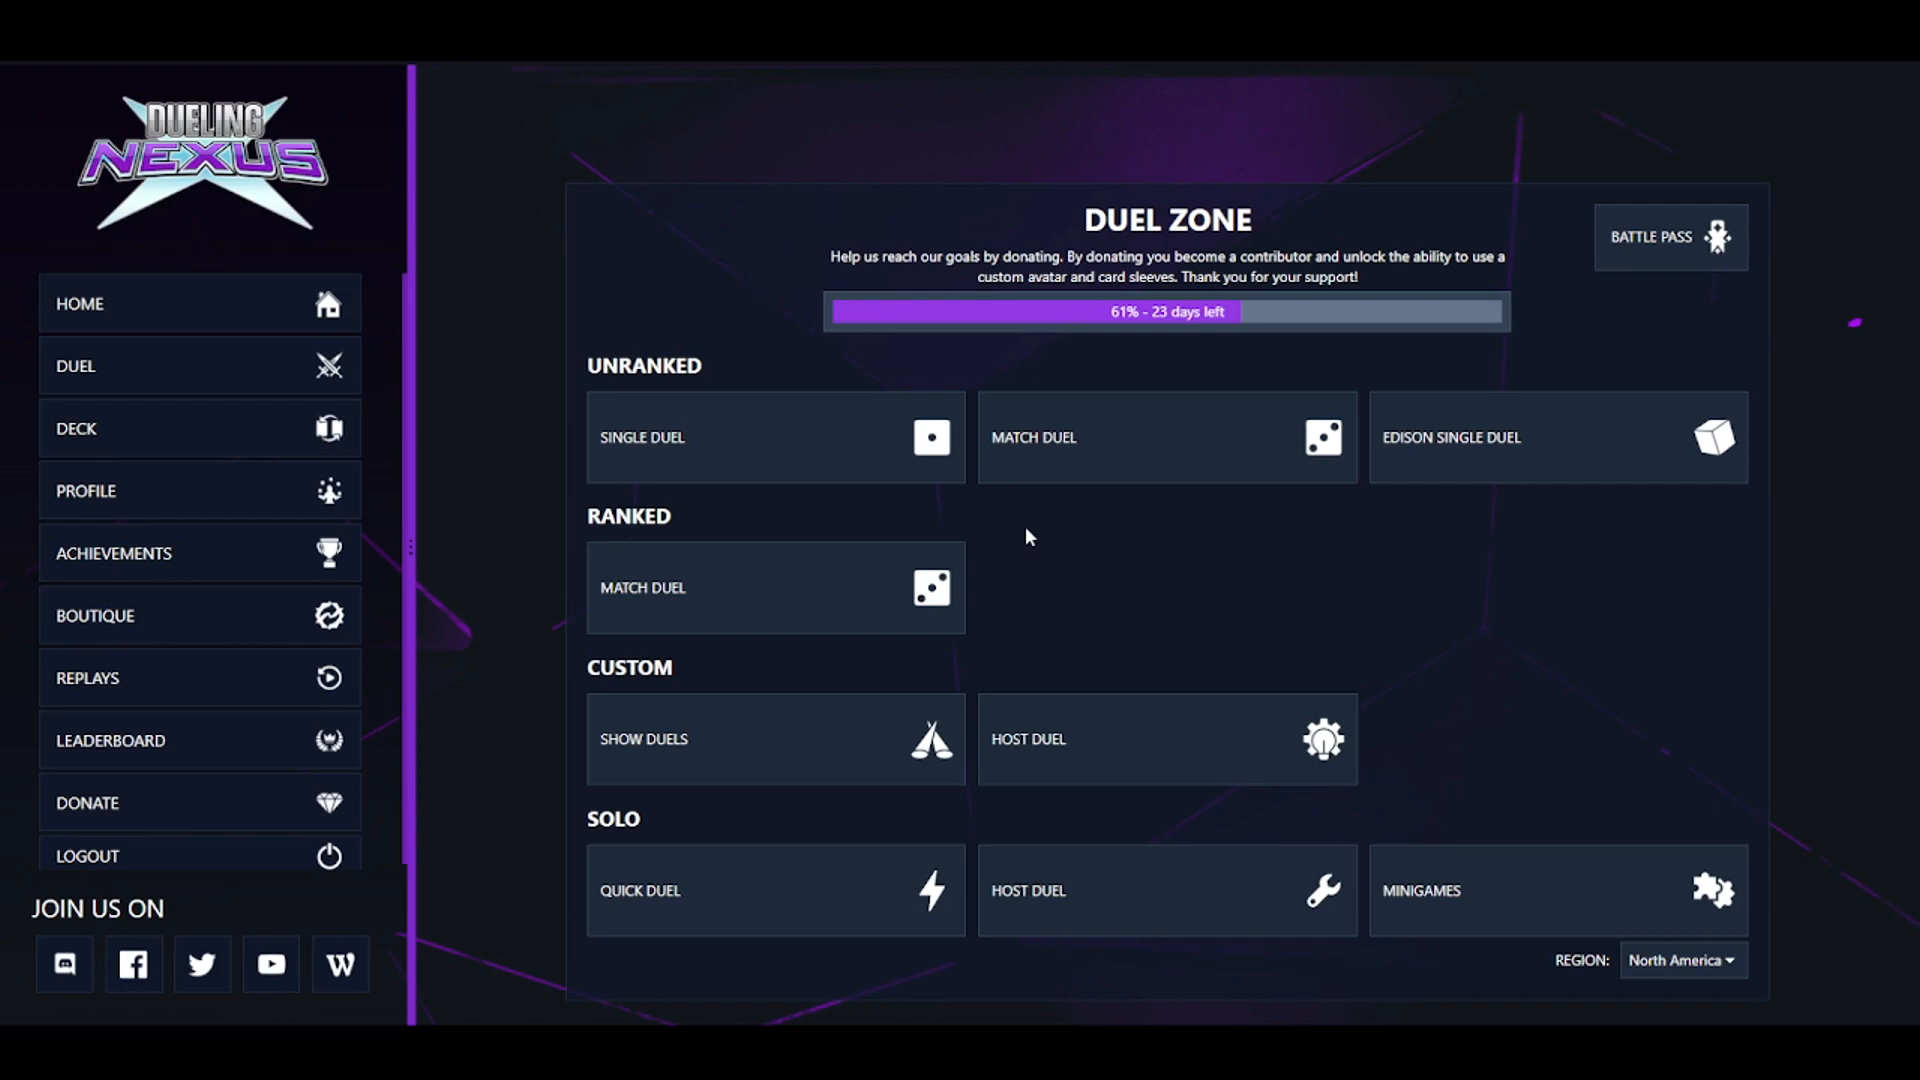 DUELING
NEXUS
HOME
DUEL
DECK
PROFILE
ACHIEVEMENTS
BOUTIQUE
REPLAYS
LEADERBOARD
DONATE
LOGOUT
JOIN US ON
DUEL ZONE
BATTLE PASS
Help us reach our goals by donating. By donating you become a contributor and unlock the ability to use a
custom avatar and card sleeves. Thank you for your support!
61% - 23 days left
UNRANKED
SINGLE DUEL
MATCH DUEL
EDISON SINGLE DUEL
RANKED
MATCH DUEL
CUSTOM
SHOW DUELS
HOST DUEL
SOLO
QUICK DUEL
HOST DUEL
MINIGAMES
REGION: North America